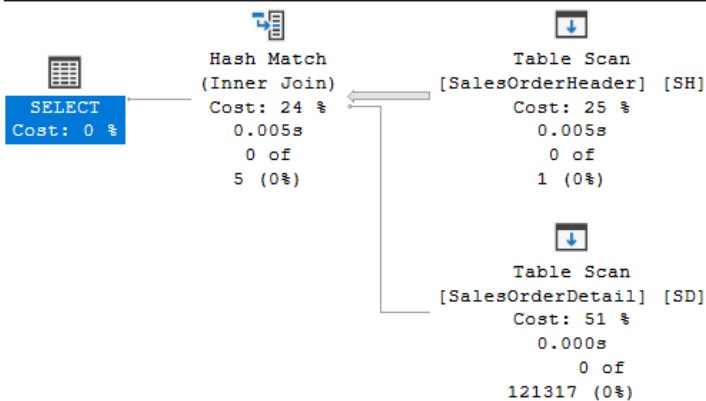 SELECT
Cost: 0 %
Hash Match
(Inner Join)
Cost: 24 %
0.005s
0 of
5 (0%)
Table Scan
[SalesOrderHeader] [SH]
Cost: 25 %
0.005s
0 of
1 (0%)
Table Scan
[SalesOrderDetail] [SD]
Cost: 51 %
0.000s
0 of
121317 (0%)